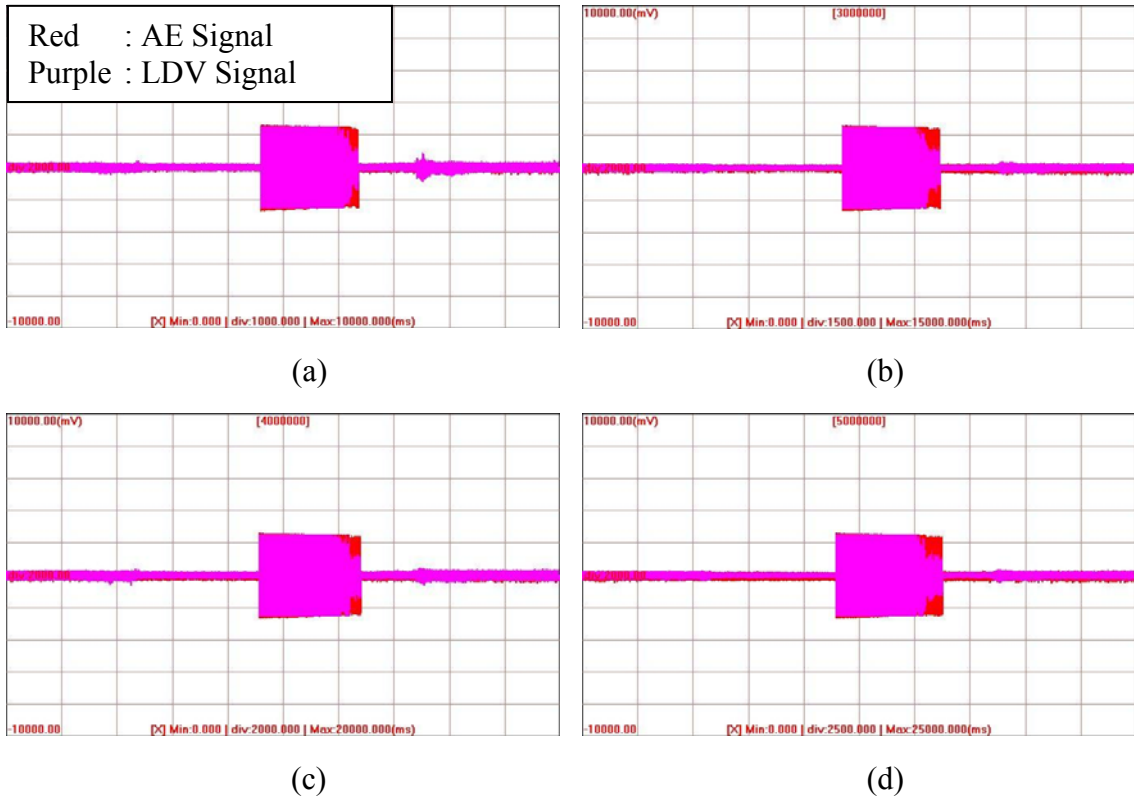 Red : AE Signal
Purple : LDV Signal
10000.00(mV) [3000000]
-10000.00 [X] Min:0.000 | div:1000.000 | Max:10000.000(ms)
-10000.00 [X] Min:0.000 | div:1500.000 | Max:15000.000(ms)
(a) (b)
10000.00(mV) [4000000]
10000.00(mV) [5000000]
-10000.00 [X] Min:0.000 | div:2000.000 | Max:20000.000(ms)
-10000.00 [X] Min:0.000 | div:2500.000 | Max:25000.000(ms)
(c) (d)